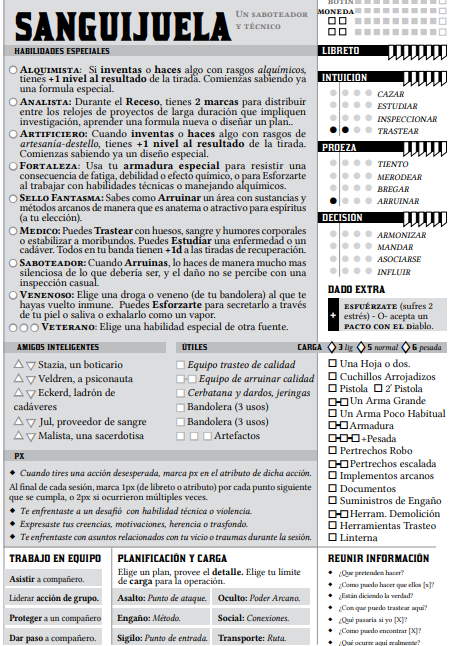 SANGUIJUELA
Un saboteador
y técnico
BOTÍN
MONEDA
HABILIDADES ESPECIALES
Alquimista: Si inventas o haces algo con rasgos alquímicos,
tienes +1 nivel al resultado de la tirada. Comienzas sabiendo ya
una formula especial.
Analista: Durante el Receso, tienes 2 marcas para distribuir
entre los relojes de proyectos de larga duración que impliquen
investigación, aprender una formula nueva o diseñar un plan..
Artificiero: Cuando inventas o haces algo con rasgos de
artesanía-destello, tienes +1 nivel al resultado de la tirada.
Comienzas sabiendo ya un diseño especial.
Fortaleza: Usa tu armadura especial para resistir una
consecuencia de fatiga, debilidad o efecto químico, o para Esforzarte
al trabajar con habilidades técnicas o manejando alquímicos.
Sello Fantasma: Sabes como Arruinar un área con sustancias y
métodos arcanos de manera que es anatema o atractivo para espíritus
(a tu elección).
Medico: Puedes Trastear con huesos, sangre y humores corporales
o estabilizar a moribundos. Puedes Estudiar una enfermedad o un
cadáver. Todos en tu banda tienen +1d a las tiradas de recuperación.
Saboteador: Cuando Arruinas, lo haces de manera mucho mas
silenciosa de lo que debería ser, y el daño no se percibe con una
inspección casual.
Venenoso: Elige una droga o veneno (de tu bandolera) al que te
hayas vuelto inmune. Puedes Esforzarte para secretarlo a través
de tu piel o saliva o exhalarlo como un vapor.
Veterano: Elige una habilidad especial de otra fuente.
LIBRETO
INTUICIÓN
CAZAR
ESTUDIAR
INSPECCIONAR
TRASTEAR
PROEZA
TIENTO
MERODEAR
BREGAR
ARRUINAR
DECISIÓN
ARMONIZAR
MANDAR
ASOCIARSE
INFLUIR
DADO EXTRA
+
Esfuérzate (sufres 2
estrés) - O- acepta un
pacto con el Diablo.
AMIGOS INTELIGENTES
Stazia, un boticario
Veldren, a psiconauta
Eckerd, ladrón de
cadáveres
Jul, proveedor de sangre
Malista, una sacerdotisa
ÚTILES
Equipo trasteo de calidad
Equipo de arruinar calidad
Cerbatana y dardos, jeringas
Bandolera (3 usos)
Bandolera (3 usos)
Artefactos
CARGA 3 lig 5 normal 6 pesada
Una Hoja o dos.
Cuchillos Arrojadizos
Pistola 2ª Pistola
Un Arma Grande
Un Arma Poco Habitual
Armadura
+Pesada
Pertrechos Robo
Pertrechos escalada
Implementos arcanos
Documentos
Suministros de Engaño
Herram. Demolición
Herramientas Trasteo
Linterna
PX
Cuando tires una acción desesperada, marca px en el atributo de dicha acción.
Al final de cada sesión, marca 1px (de libreto o atributo) por cada punto siguiente
que se cumpla, o 2px si ocurrieron múltiples veces.
Te enfrentaste a un desafió con habilidad técnica o violencia.
Expresaste tus creencias, motivaciones, herencia o trasfondo.
Te enfrentaste con asuntos relacionados con tu vicio o traumas durante la sesión.
TRABAJO EN EQUIPO
Asistir a compañero.
Liderar acción de grupo.
Proteger a un compañero
Dar paso a compañero.
PLANIFICACIÓN Y CARGA
Elige un plan, provee el detalle. Elige tu límite
de carga para la operación.
Asalto: Punto de ataque.
Oculto: Poder Arcano.
Engaño: Método.
Social: Conexiones.
Sigilo: Punto de entrada.
Transporte: Ruta.
REUNIR INFORMACIÓN
¿Que pretenden hacer?
¿Como puedo hacer que ellos [x]?
¿Están diciendo la verdad?
¿Con que puedo trastear aquí?
¿Qué pasaría si yo [X]?
¿Como puedo encontrar [X]?
¿Qué ocurre aquí realmente?